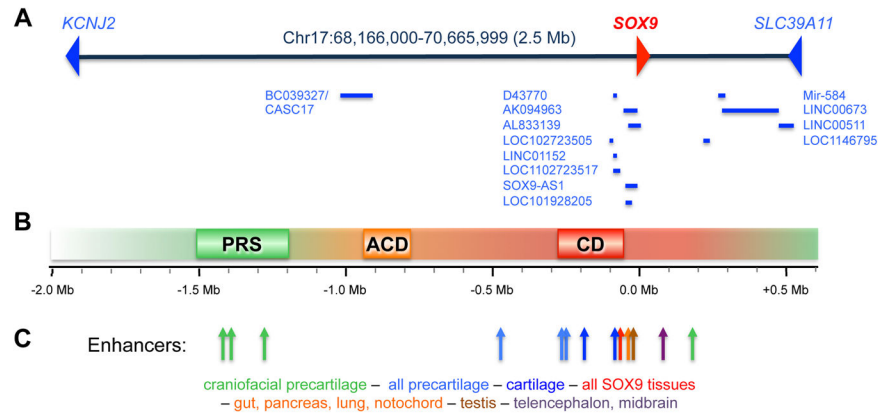 A
KCNJ2
SOX9
SLC39A11
Chr17:68,166,000-70,665,999 (2.5 Mb)
BC039327/
CASC17
D43770
AK094963
AL833139
LOC102723505
LINC01152
LOC1102723517
SOX9-AS1
LOC101928205
Mir-584
LINC00673
LINC00511
LOC1146795
B
PRS
ACD
CD
-2.0 Mb
-1.5 Mb
-1.0 Mb
-0.5 Mb
0.0 Mb
+0.5 Mb
C
Enhancers:
craniofacial precartilage – all precartilage – cartilage – all SOX9 tissues
– gut, pancreas, lung, notochord – testis – telencephalon, midbrain